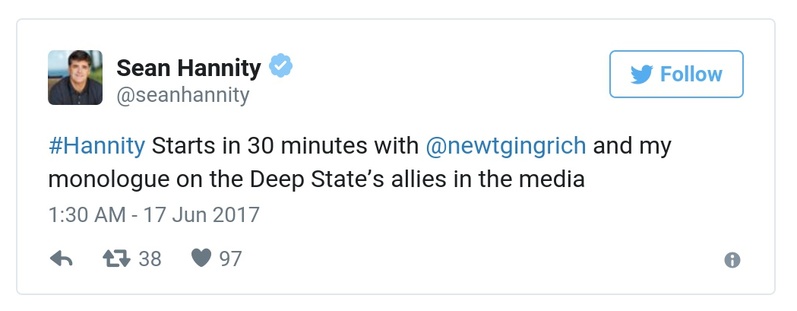 Sean Hannity
@seanhannity
Follow
#Hannity Starts in 30 minutes with @newtgingrich and my
monologue on the Deep State’s allies in the media
1:30 AM - 17 Jun 2017
38 97